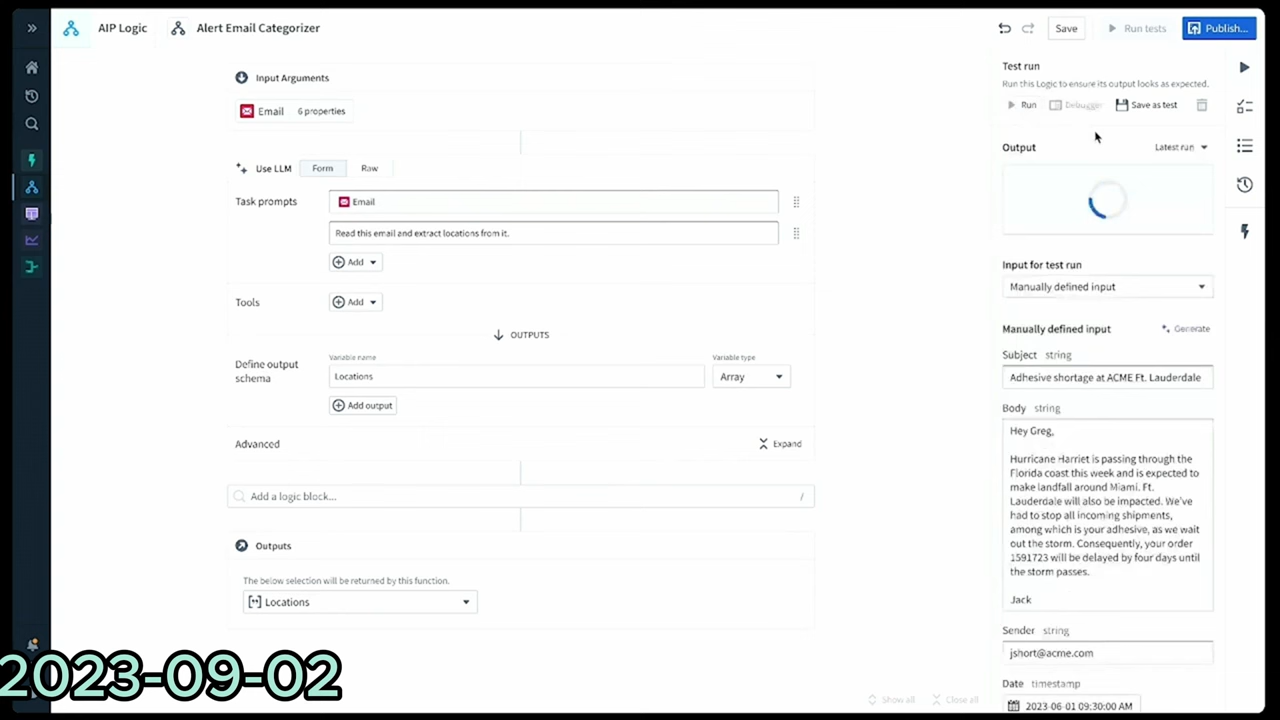 AIP Logic
Alert Email Categorizer
Save
Run tests
Publish...
Input Arguments
Email 6 properties
Use LLM Form Raw
Task prompts
Email
Read this email and extract locations from it.
Add
Tools Add
OUTPUTS
Define output schema
Variable name
Locations
Variable type
Array
Add output
Advanced
Expand
Add a logic block... /
Outputs
The below selection will be returned by this function.
Locations
Show all Close all
Test run
Run this Logic to ensure its output looks as expected.
Run Debugger Save as test
Output Latest run
Input for test run
Manually defined input
Manually defined input Generate
Subject string
Adhesive shortage at ACME Ft. Lauderdale
Body string
Hey Greg,
Hurricane Harriet is passing through the
Florida coast this week and is expected to
make landfall around Miami. Ft.
Lauderdale will also be impacted. We've
had to stop all incoming shipments,
among which is your adhesive, as we wait
out the storm. Consequently, your order
1591723 will be delayed by four days until
the storm passes.
Jack
Sender string
jshort@acme.com
Date timestamp
2023-06-01 09:30:00 AM
2023-09-02